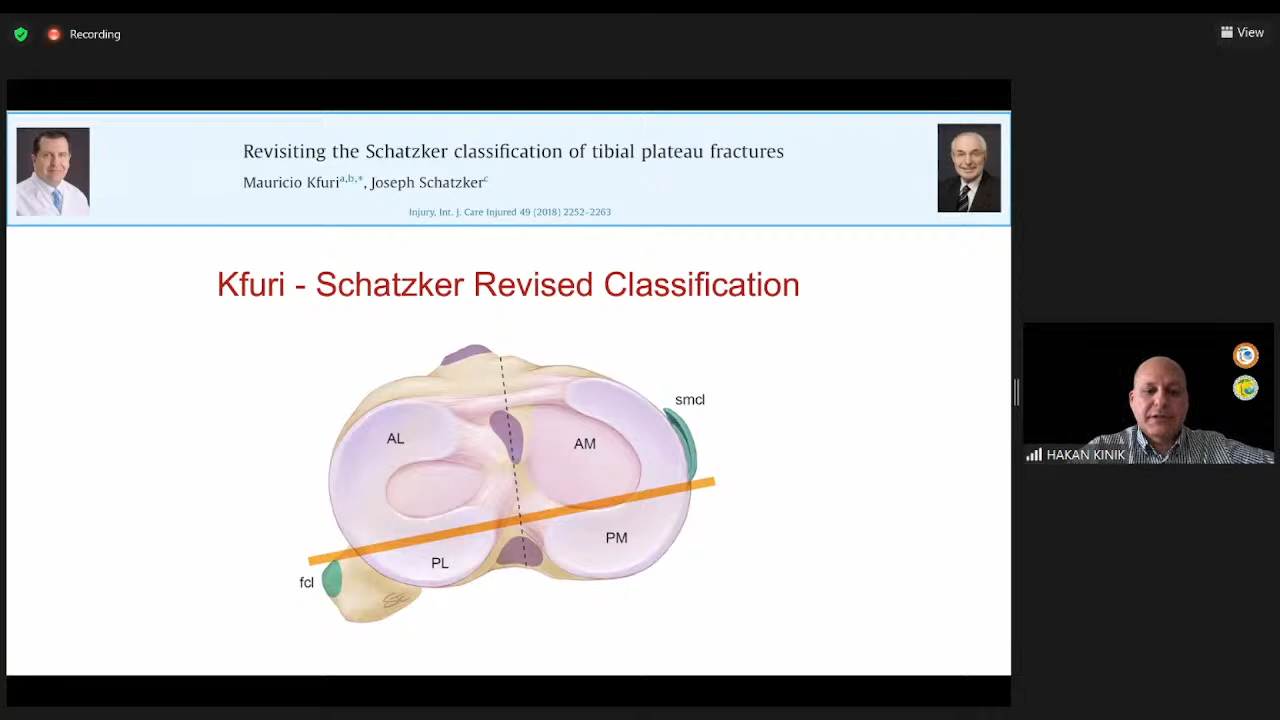 Recording
View
Revisiting the Schatzker classification of tibial plateau fractures
Mauricio Kfuri a,b,*, Joseph Schatzker c
Injury, Int. J. Care Injured 49 (2018) 2252–2263
Kfuri - Schatzker Revised Classification
smcl
AL
AM
PM
PL
fcl
HAKAN KINIK